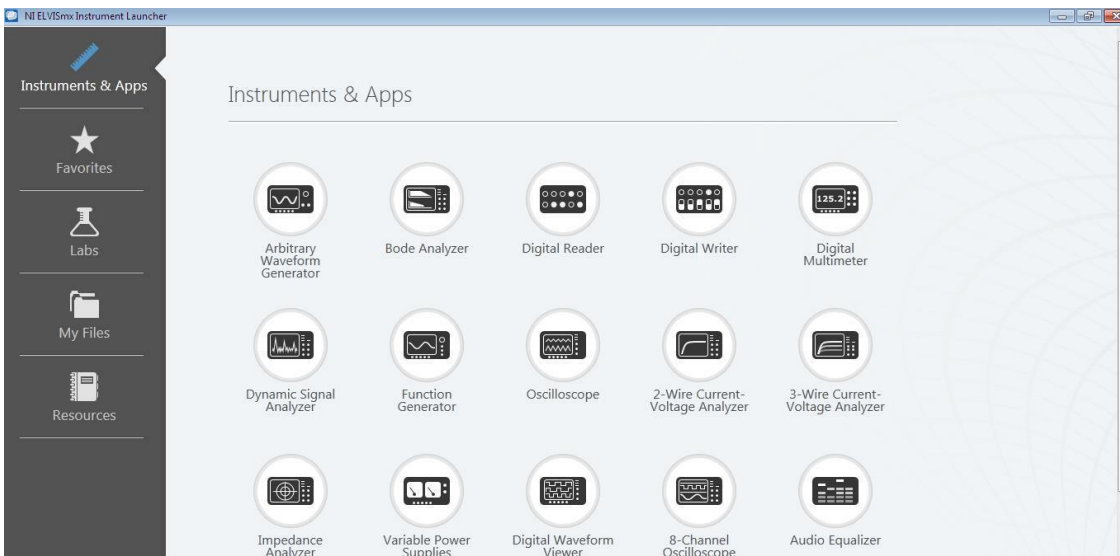 NI ELVISmx Instrument Launcher
Instruments & Apps
Favorites
Labs
My Files
Resources
Instruments & Apps
Arbitrary
Waveform
Generator
Bode Analyzer
Digital Reader
Digital Writer
125.2
Digital
Multimeter
Dynamic Signal
Analyzer
Function
Generator
Oscilloscope
2-Wire Current-
Voltage Analyzer
3-Wire Current-
Voltage Analyzer
Impedance
Analyzer
Variable Power
Supplies
Digital Waveform
Viewer
8-Channel
Oscilloscope
Audio Equalizer